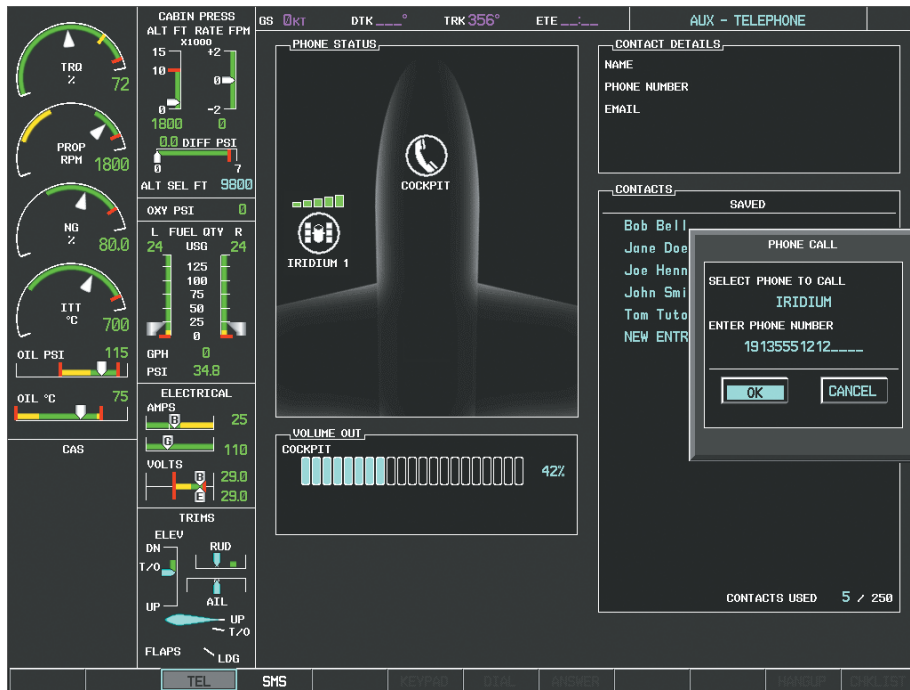 GS 0KT DTK ___° TRK 356° ETE __:__ AUX - TELEPHONE
TRQ
%
72
PROP
RPM
1800
NG
%
80.0
ITT
°C
700
OIL PSI 115
OIL °C 75
CAS
CABIN PRESS
ALT FT RATE FPM
X1000
15 +2
10 0
0 -2
1800 0
0.0 DIFF PSI
0 7
ALT SEL FT 9800
OXY PSI 0
L FUEL QTY R
24 USG 24
125
100
75
50
25
0
GPH 0
PSI 34.8
ELECTRICAL
AMPS
B 25
G 110
VOLTS
B 29.0
E 29.0
TRIMS
ELEV
DN RUD
T/O
UP AIL
UP
T/O
FLAPS LDG
PHONE STATUS
COCKPIT
IRIDIUM 1
VOLUME OUT
COCKPIT
42%
CONTACT DETAILS
NAME
PHONE NUMBER
EMAIL
CONTACTS
SAVED
Bob Bell
Jane Doe
Joe Henn
John Smi
Tom Tuto
NEW ENTR
PHONE CALL
SELECT PHONE TO CALL
IRIDIUM
ENTER PHONE NUMBER
19135551212____
OK CANCEL
CONTACTS USED 5 / 250
TEL SMS KEYPAD DIAL ANSWER HANGUP CHKLIST